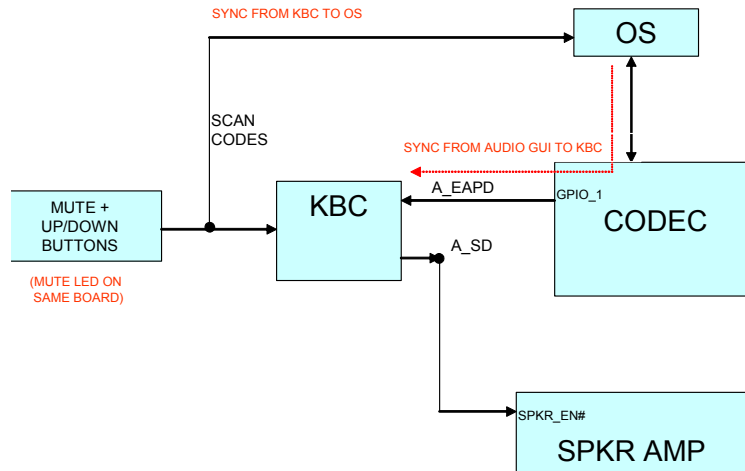 SYNC FROM KBC TO OS
OS
SCAN
CODES
SYNC FROM AUDIO GUI TO KBC
MUTE +
UP/DOWN
BUTTONS
KBC
A_EAPD
GPIO_1
CODEC
A_SD
(MUTE LED ON
SAME BOARD)
SPKR_EN#
SPKR AMP